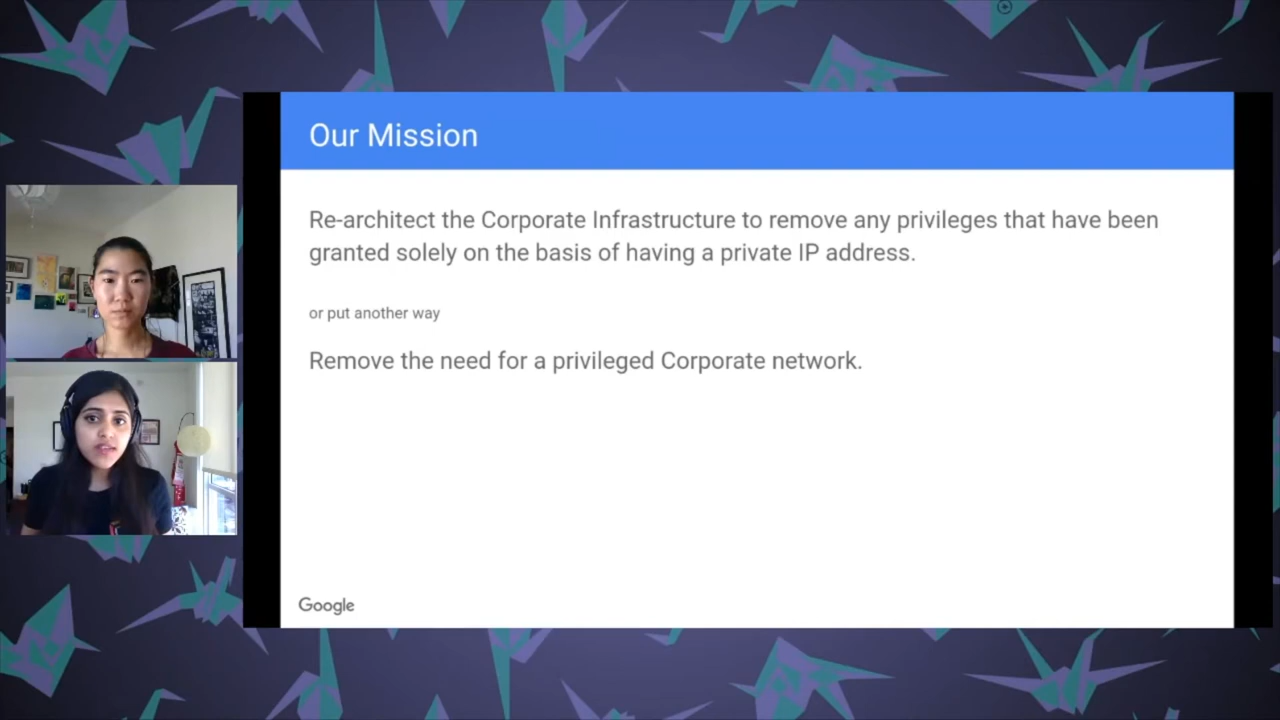 Our Mission
Re-architect the Corporate Infrastructure to remove any privileges that have been
granted solely on the basis of having a private IP address.
or put another way
Remove the need for a privileged Corporate network.
Google